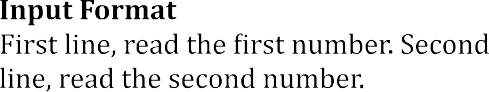 Input Format
First line, read the first number. Second
line, read the second number.